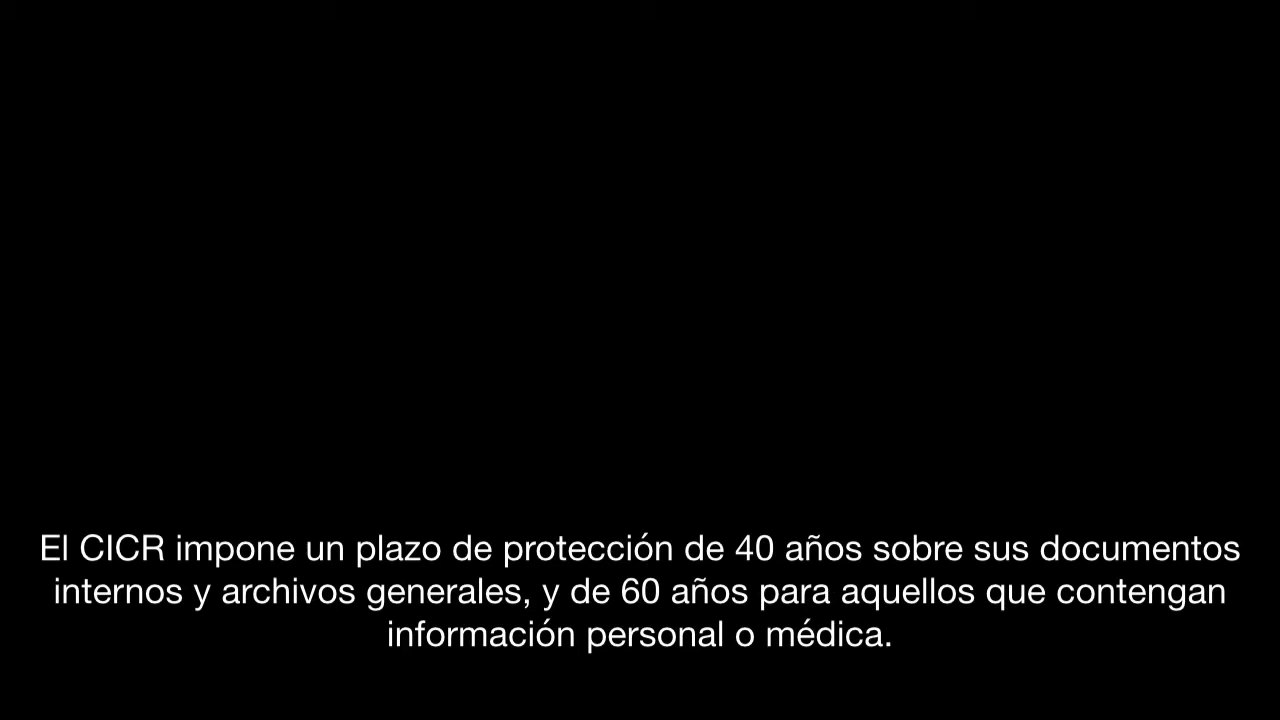 El CICR impone un plazo de protección de 40 años sobre sus documentos
internos y archivos generales, y de 60 años para aquellos que contengan
información personal o médica.